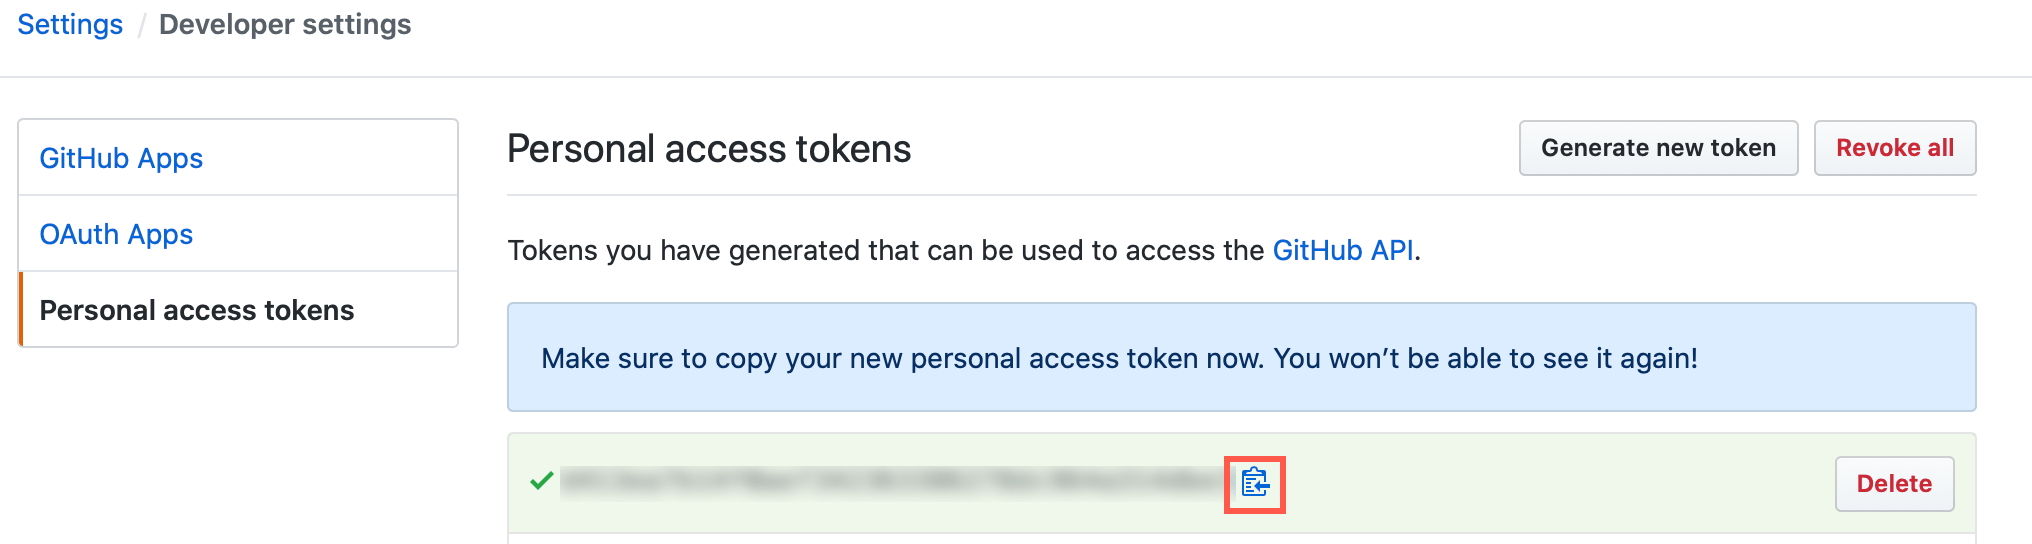 Settings / Developer settings
GitHub Apps
OAuth Apps
Personal access tokens
Personal access tokens
Generate new token
Revoke all
Tokens you have generated that can be used to access the GitHub API.
Make sure to copy your new personal access token now. You won’t be able to see it again!
Delete